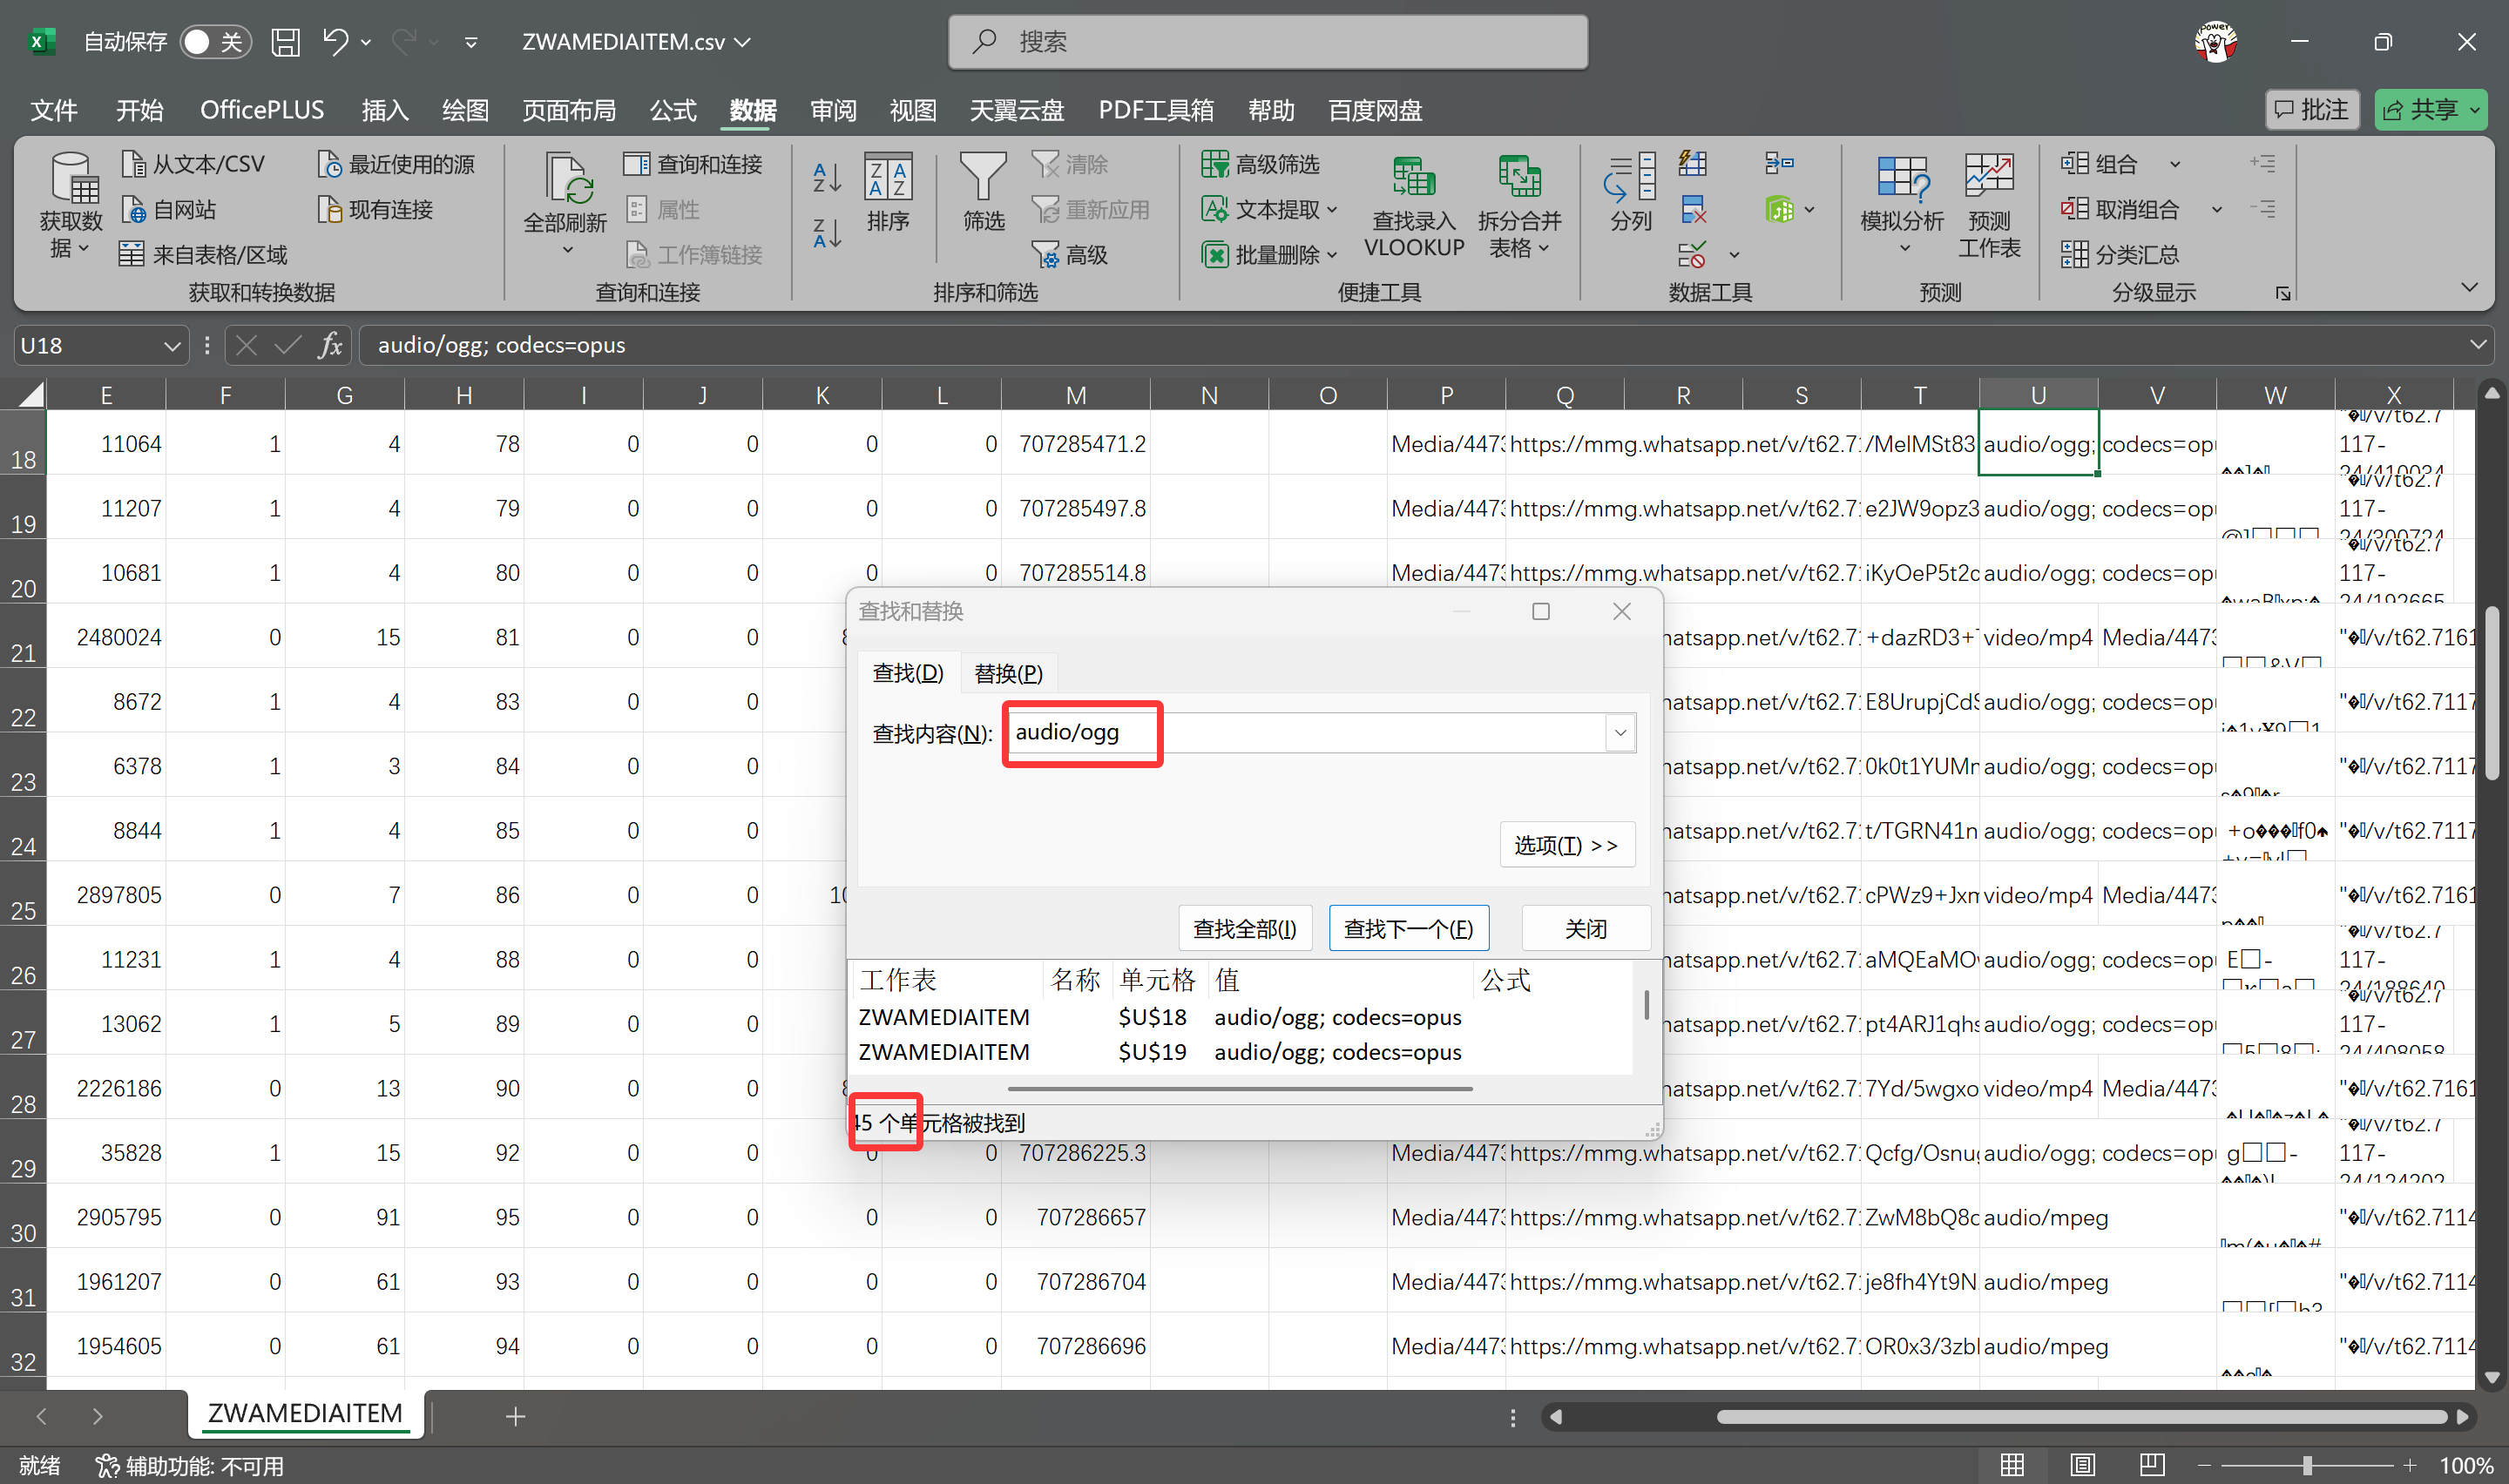 自动保存 关 ZWAMEDIAITEM.csv 搜索
文件 开始 OfficePLUS 插入 绘图 页面布局 公式 数据 审阅 视图 天翼云盘 PDF工具箱 帮助 百度网盘 批注 共享
获取数据 从文本/CSV 自网站 来自表格/区域 最近使用的源 现有连接
全部刷新 查询和连接 属性 工作簿链接
排序 筛选 清除 重新应用 高级
高级筛选 文本提取 批量删除 查找录入 VLOOKUP 拆分合并 表格
分列 模拟分析 预测 工作表 组合 取消组合 分类汇总
获取和转换数据 查询和连接 排序和筛选 便捷工具 数据工具 预测 分级显示
U18 fx audio/ogg; codecs=opus
E F G H I J K L M N O P Q R S T U V W X
18 11064 1 4 78 0 0 0 0 707285471.2 Media/447 https://mmg.whatsapp.net/v/t62.7 /MelMSt83 audio/ogg; codecs=opu 117-
19 11207 1 4 79 0 0 0 0 707285497.8 Media/447 https://mmg.whatsapp.net/v/t62.7 e2JW9opz3 audio/ogg; codecs=opu 117-
20 10681 1 4 80 0 0 0 0 707285514.8 Media/447 https://mmg.whatsapp.net/v/t62.7 iKyOeP5t2c audio/ogg; codecs=opu 117-
21 2480024 0 15 81 0 0 atsapp.net/v/t62.7 +dazRD3+ video/mp4 Media/447 /v/t62.7161
22 8672 1 4 83 0 0 atsapp.net/v/t62.7 E8UrupjCdS audio/ogg; codecs=opu /v/t62.7117
23 6378 1 3 84 0 0 atsapp.net/v/t62.7 0k0t1YUMr audio/ogg; codecs=opu /v/t62.7117
24 8844 1 4 85 0 0 atsapp.net/v/t62.7 t/TGRN41n audio/ogg; codecs=opu /v/t62.7117
25 2897805 0 7 86 0 0 10 atsapp.net/v/t62.7 cPWz9+Jxm video/mp4 Media/447 /v/t62.7161
26 11231 1 4 88 0 0 atsapp.net/v/t62.7 aMQEaMO audio/ogg; codecs=opu 117-
27 13062 1 5 89 0 0 atsapp.net/v/t62.7 pt4ARJ1qhs audio/ogg; codecs=opu 117-
28 2226186 0 13 90 0 0 atsapp.net/v/t62.7 7Yd/5wgxo video/mp4 Media/447 /v/t62.7161
29 35828 1 15 92 0 0 0 0 707286225.3 Media/447 https://mmg.whatsapp.net/v/t62.7 Qcfg/Osnu audio/ogg; codecs=opu 117-
30 2905795 0 91 95 0 0 0 0 707286657 Media/447 https://mmg.whatsapp.net/v/t62.7 ZwM8bQ8c audio/mpeg /v/t62.7114
31 1961207 0 61 93 0 0 0 0 707286704 Media/447 https://mmg.whatsapp.net/v/t62.7 je8fh4Yt9N audio/mpeg /v/t62.7114
32 1954605 0 61 94 0 0 0 0 707286696 Media/447 https://mmg.whatsapp.net/v/t62.7 OR0x3/3zbl audio/mpeg /v/t62.7114
查找和替换
查找(D) 替换(P)
查找内容(N): audio/ogg
选项(T) >>
查找全部(I) 查找下一个(F) 关闭
工作表 名称 单元格 值 公式
ZWAMEDIAITEM $U$18 audio/ogg; codecs=opus
ZWAMEDIAITEM $U$19 audio/ogg; codecs=opus
45 个单元格被找到
ZWAMEDIAITEM
就绪 辅助功能: 不可用 100%